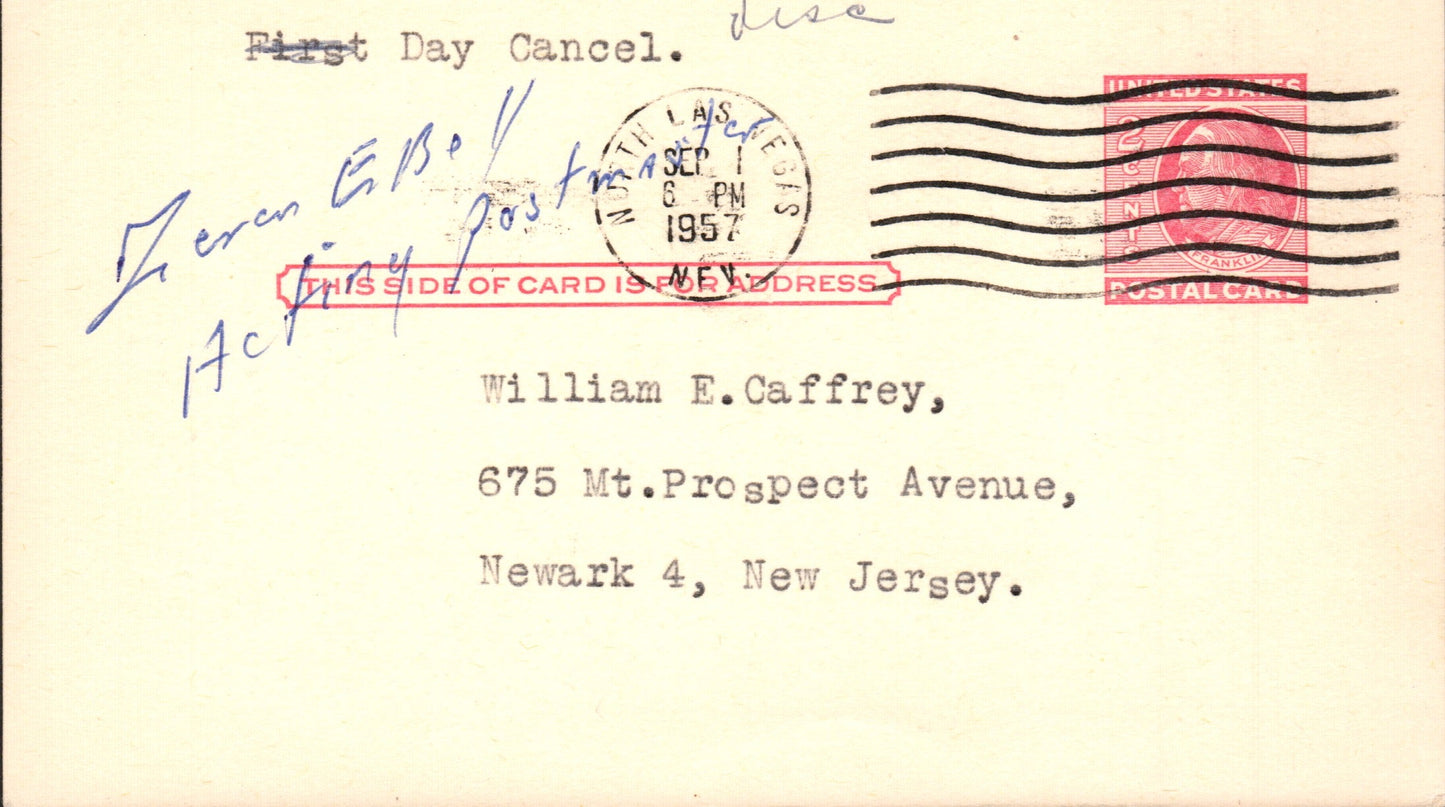 disc
First Day Cancel.
UNITED STATES
2 CENTS
FRANKLIN
POSTAL CARD
NORTH LAS VEGAS
SEP 1
6 PM
1957
NEV.
E Bell
Acting Postmaster
THIS SIDE OF CARD IS FOR ADDRESS
William E.Caffrey,
675 Mt.Prospect Avenue,
Newark 4, New Jersey.